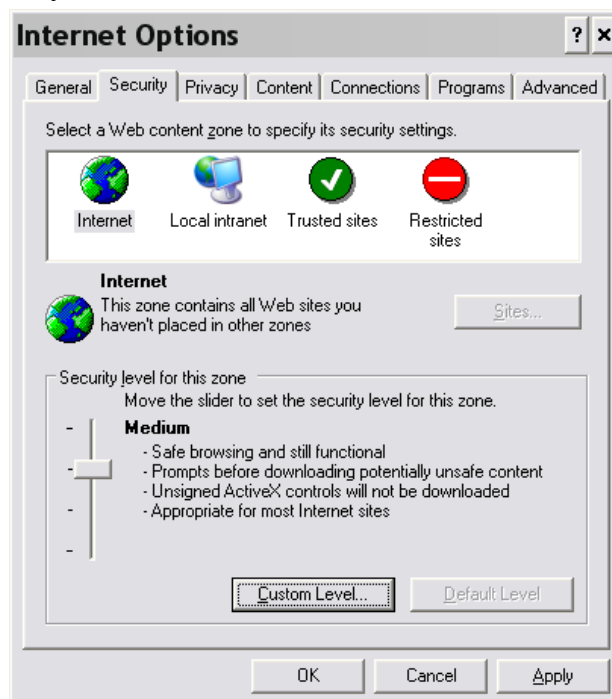 Internet Options ? ×
General Security Privacy Content Connections Programs Advanced
Select a Web content zone to specify its security settings.
Internet Local intranet Trusted sites Restricted
sites
Internet
This zone contains all Web sites you
haven't placed in other zones
Sites...
Security level for this zone
Move the slider to set the security level for this zone.
Medium
- Safe browsing and still functional
- Prompts before downloading potentially unsafe content
- Unsigned ActiveX controls will not be downloaded
- Appropriate for most Internet sites
Custom Level... Default Level
OK Cancel Apply